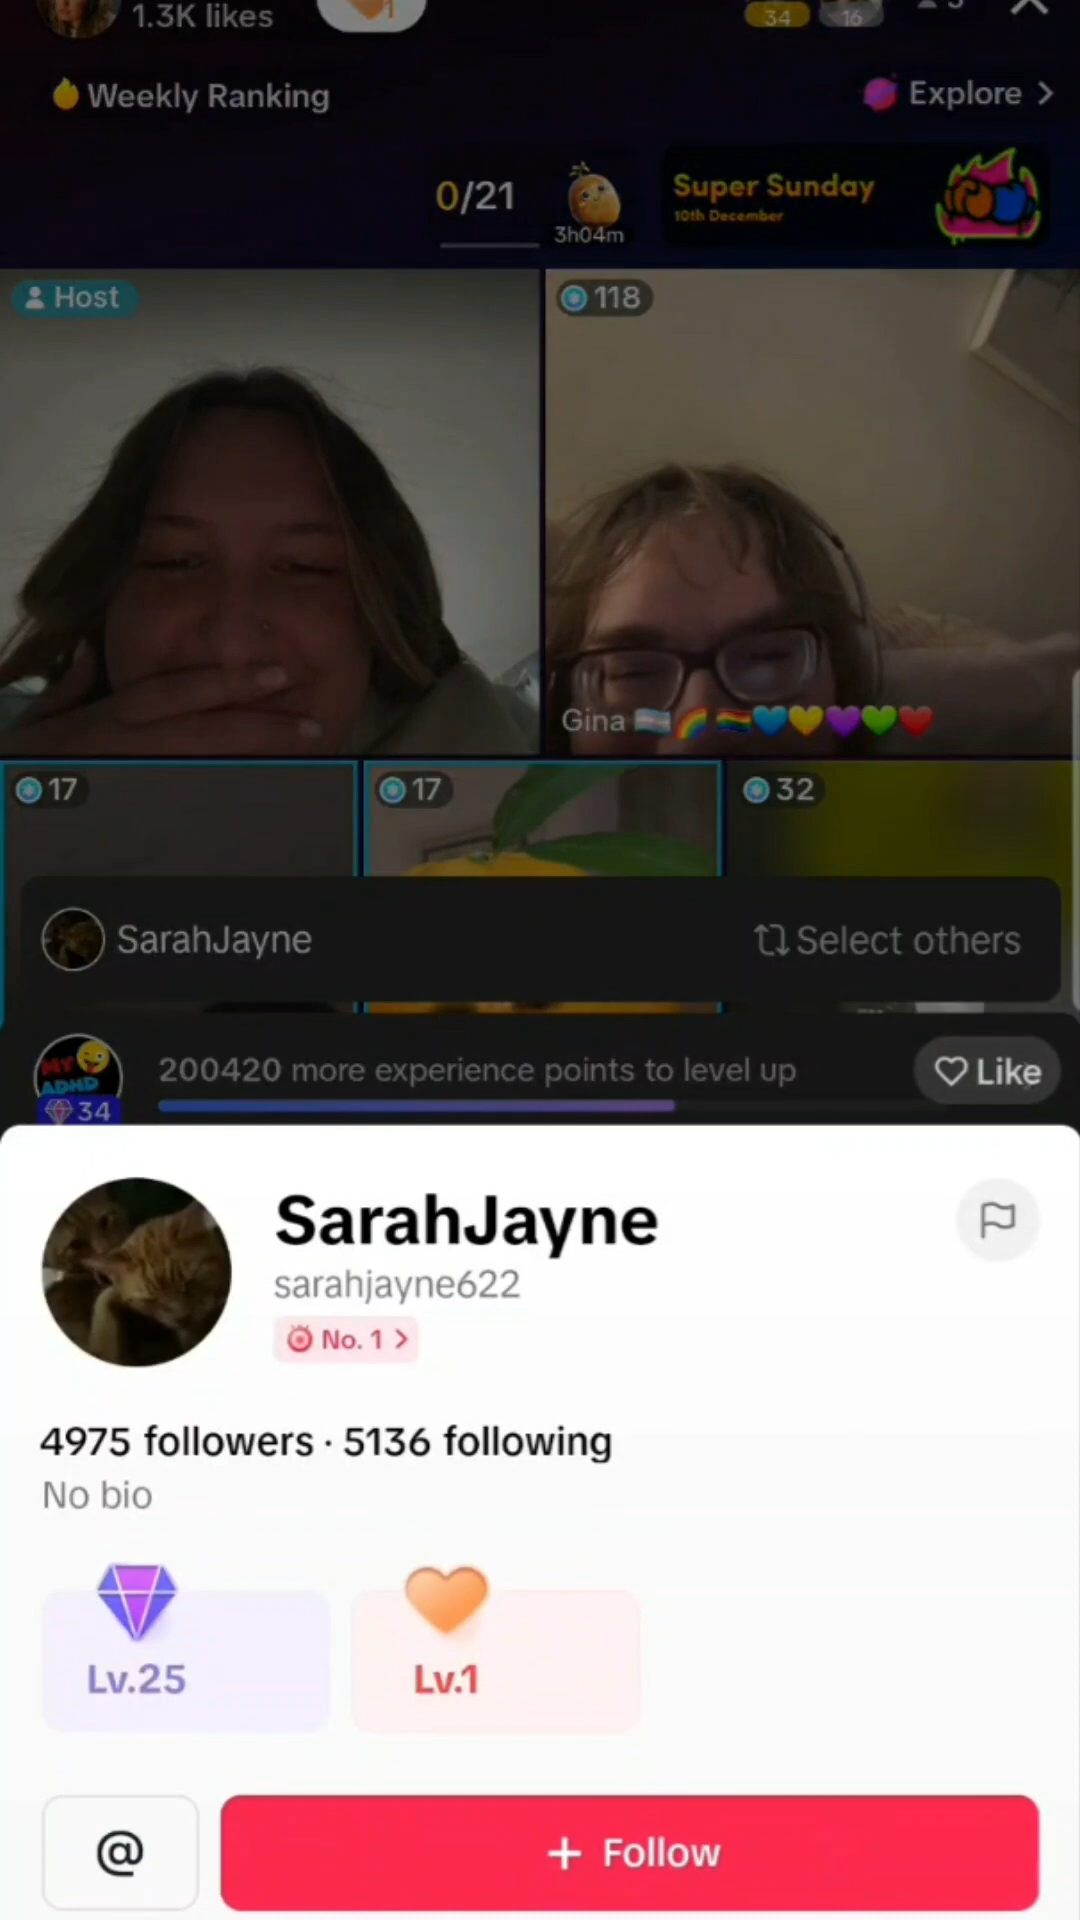 1.3K likes
1
34
16
Weekly Ranking
Explore >
0/21
3h04m
Super Sunday
10th December
Host
118
Gina
17
17
32
SarahJayne
Select others
MY
ADHD
34
200420 more experience points to level up
Like
SarahJayne
sarahjayne622
No. 1 >
4975 followers · 5136 following
No bio
Lv.25
Lv.1
@
+ Follow